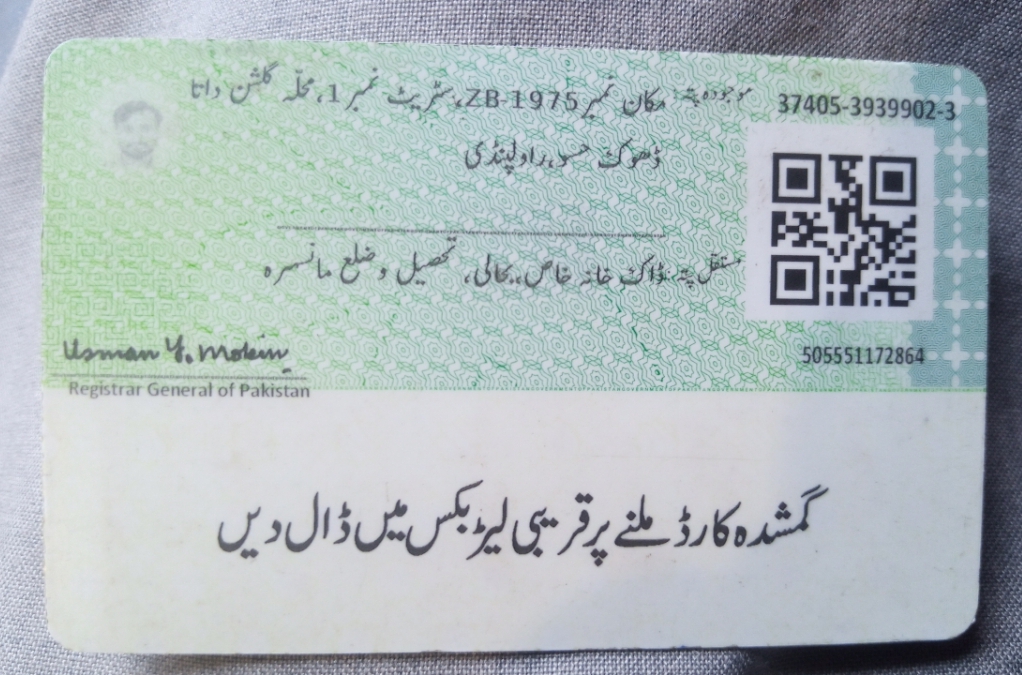 37405-3939902-3
موجودہ پتہ: مکان نمبر ZB-1975، سٹریٹ نمبر 1، محلہ گلشن داتا
ڈھوک حسو، راولپنڈی
مستقل پتہ: ڈاک خانہ خاص، بحالی، تحصیل و ضلع مانسہرہ
Usman Y. Mobin
505551172864
Registrar General of Pakistan
گمشدہ کارڈ ملنے پر قریبی لیٹر بکس میں ڈال دیں